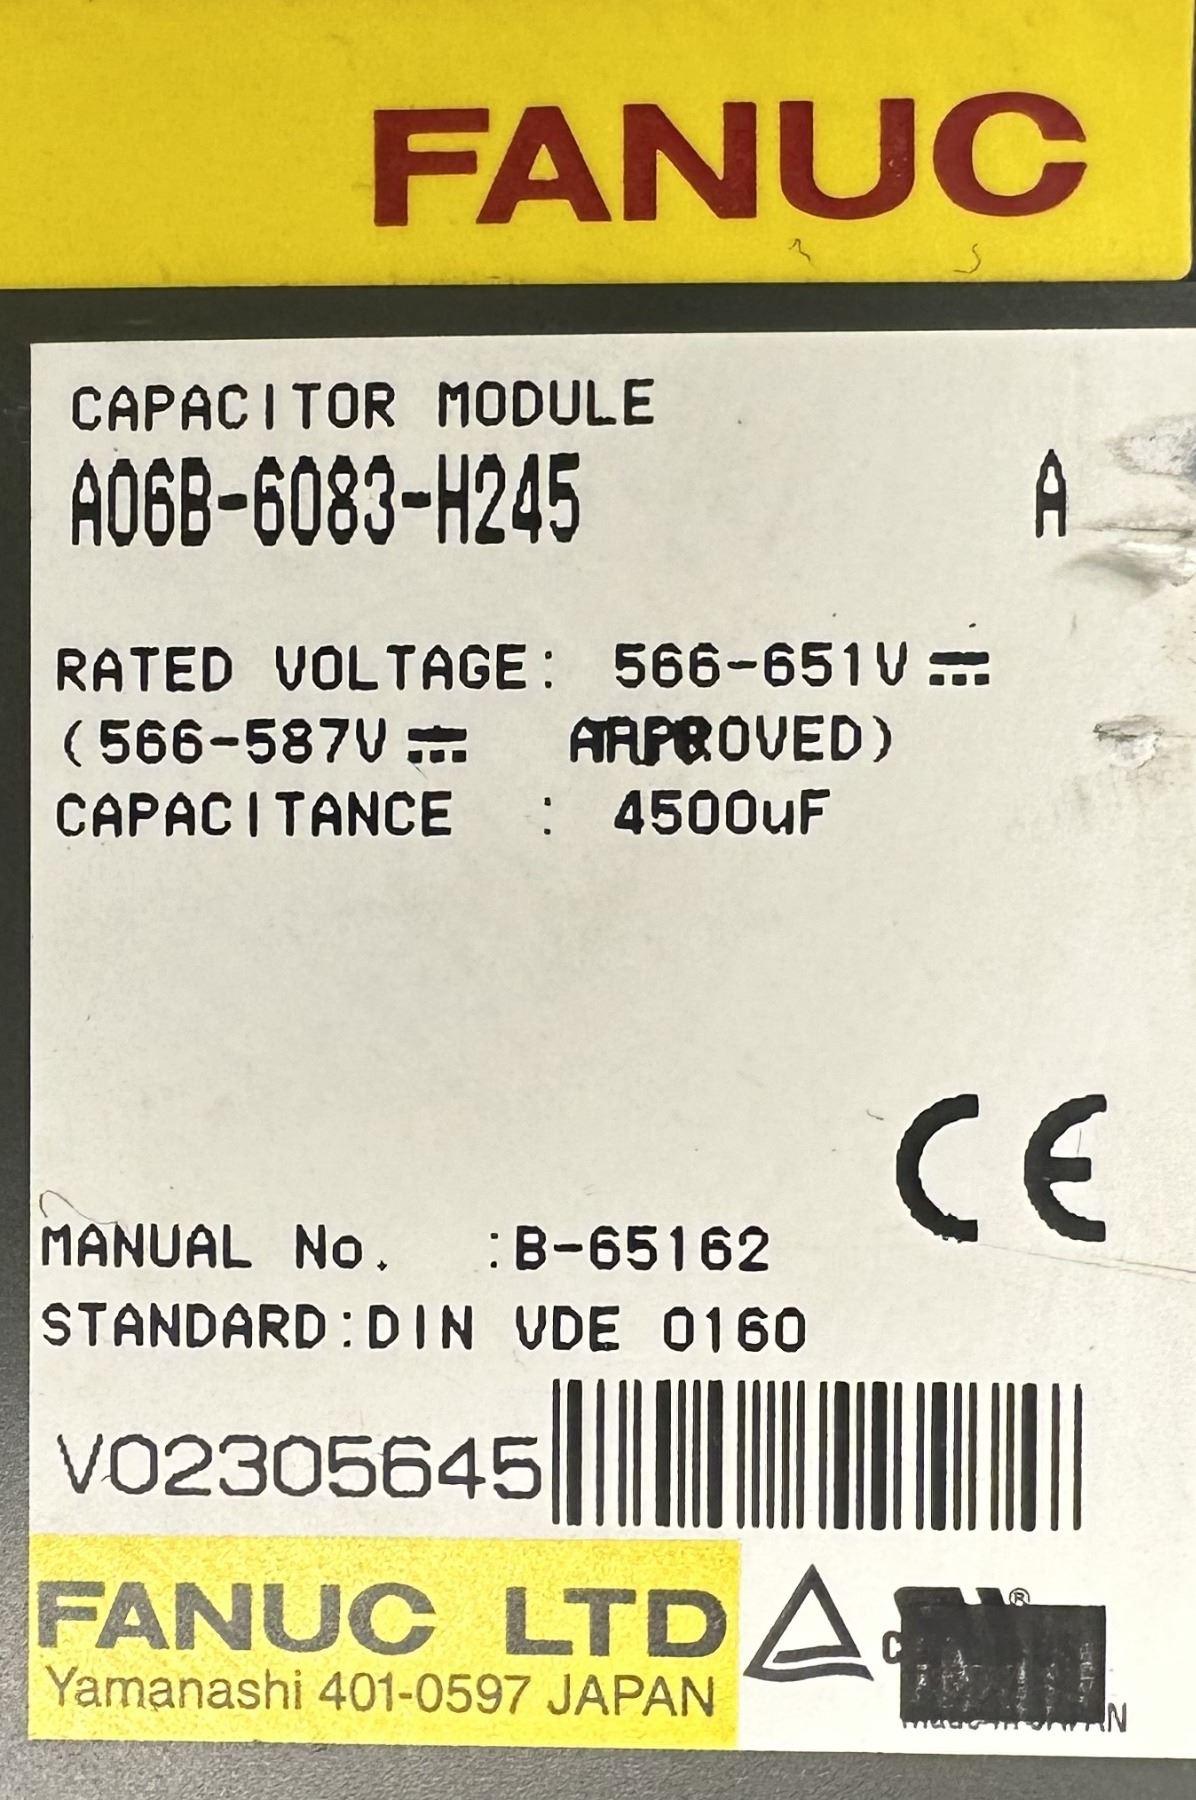 FANUC
CAPACITOR MODULE
A06B-6083-H245 A
RATED VOLTAGE: 566-651V
(566-587V APPROVED)
CAPACITANCE : 4500uF
CE
MANUAL No. :B-65162
STANDARD:DIN VDE 0160
V02305645
FANUC LTD
Yamanashi 401-0597 JAPAN
®